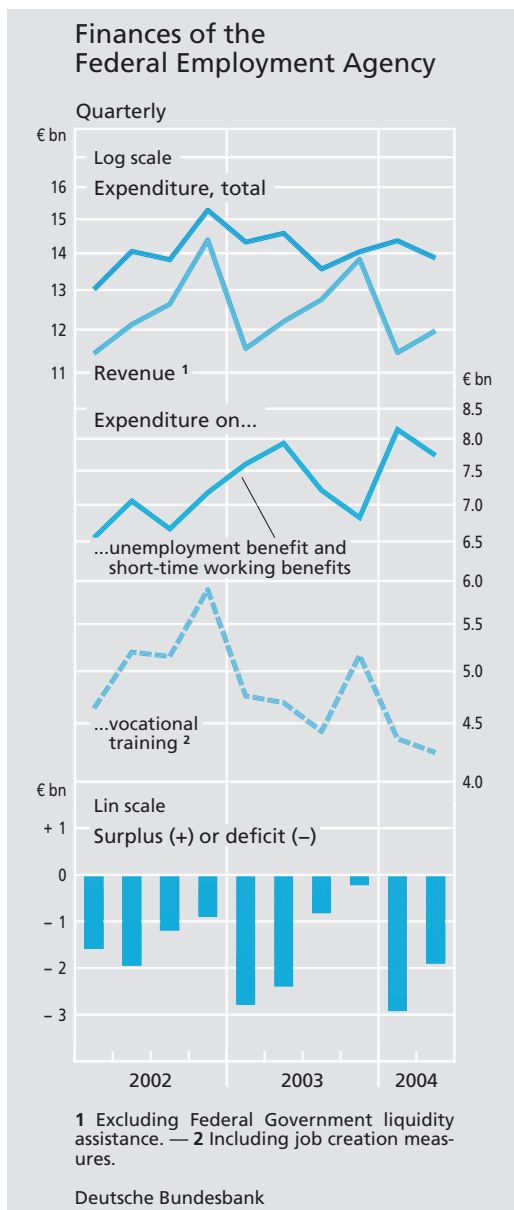 Finances of the
Federal Employment Agency
Quarterly
€ bn
Log scale
16
Expenditure, total
15
14
13
12
11
Revenue 1
€ bn
8.5
Expenditure on...
8.0
7.5
7.0
6.5
...unemployment benefit and
short-time working benefits
6.0
5.5
5.0
...vocational
training 2
4.5
4.0
€ bn
Lin scale
+ 1
Surplus (+) or deficit (–)
0
– 1
– 2
– 3
2002 2003 2004
1 Excluding Federal Government liquidity
assistance. — 2 Including job creation meas-
ures.
Deutsche Bundesbank